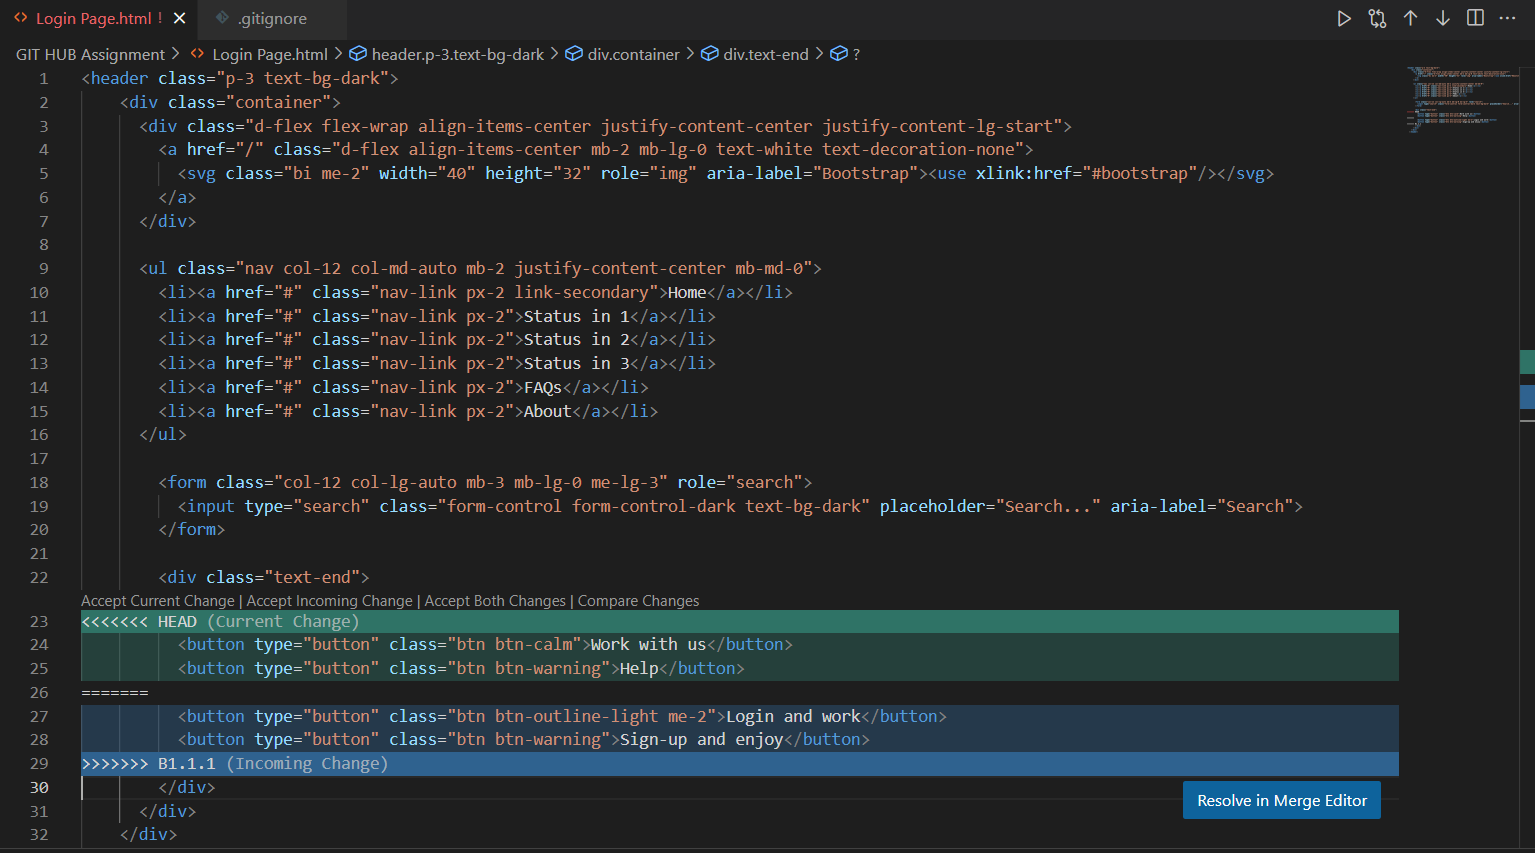 Login Page.html ! .gitignore
GIT HUB Assignment > Login Page.html > header.p-3.text-bg-dark > div.container > div.text-end > ?
1 <header class="p-3 text-bg-dark">
2 <div class="container">
3 <div class="d-flex flex-wrap align-items-center justify-content-center justify-content-lg-start">
4 <a href="/" class="d-flex align-items-center mb-2 mb-lg-0 text-white text-decoration-none">
5 <svg class="bi me-2" width="40" height="32" role="img" aria-label="Bootstrap"><use xlink:href="#bootstrap"/></svg>
6 </a>
7 </div>
8
9 <ul class="nav col-12 col-md-auto mb-2 justify-content-center mb-md-0">
10 <li><a href="#" class="nav-link px-2 link-secondary">Home</a></li>
11 <li><a href="#" class="nav-link px-2">Status in 1</a></li>
12 <li><a href="#" class="nav-link px-2">Status in 2</a></li>
13 <li><a href="#" class="nav-link px-2">Status in 3</a></li>
14 <li><a href="#" class="nav-link px-2">FAQs</a></li>
15 <li><a href="#" class="nav-link px-2">About</a></li>
16 </ul>
17
18 <form class="col-12 col-lg-auto mb-3 mb-lg-0 me-lg-3" role="search">
19 <input type="search" class="form-control form-control-dark text-bg-dark" placeholder="Search..." aria-label="Search">
20 </form>
21
22 <div class="text-end">
Accept Current Change | Accept Incoming Change | Accept Both Changes | Compare Changes
23 <<<<<<< HEAD (Current Change)
24 <button type="button" class="btn btn-calm">Work with us</button>
25 <button type="button" class="btn btn-warning">Help</button>
26 =======
27 <button type="button" class="btn btn-outline-light me-2">Login and work</button>
28 <button type="button" class="btn btn-warning">Sign-up and enjoy</button>
29 >>>>>>> B1.1.1 (Incoming Change)
30 </div>
Resolve in Merge Editor
31 </div>
32 </div>